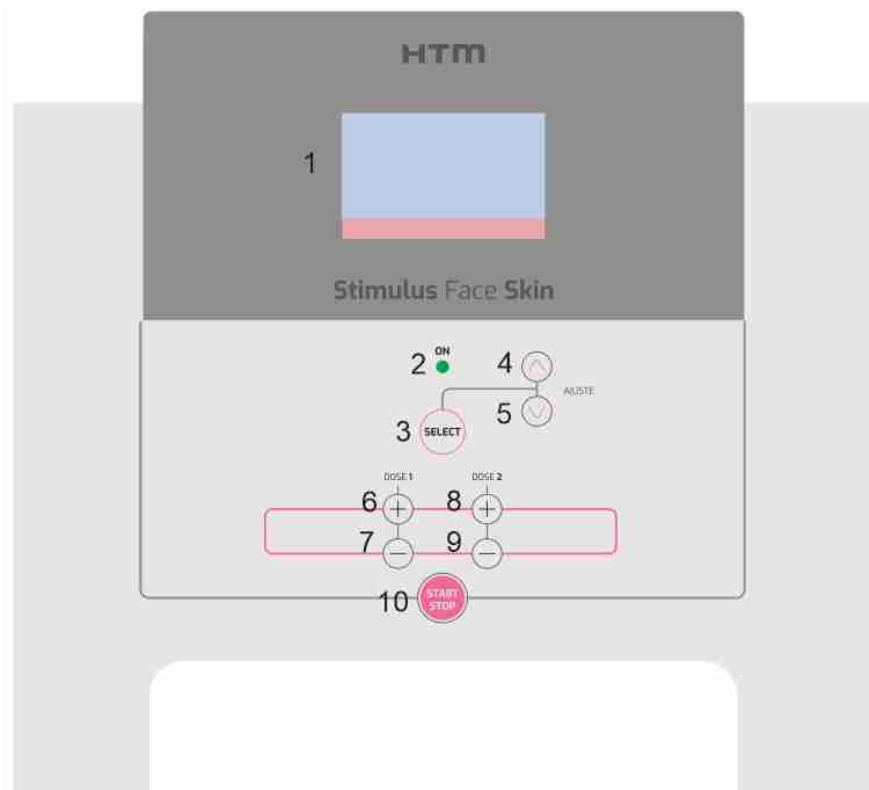 HTM
1
Stimulus Face Skin
ON
2
4
AJUSTE
5
3
SELECT
DOSE 1
DOSE 2
6
8
7
9
10
START
STOP